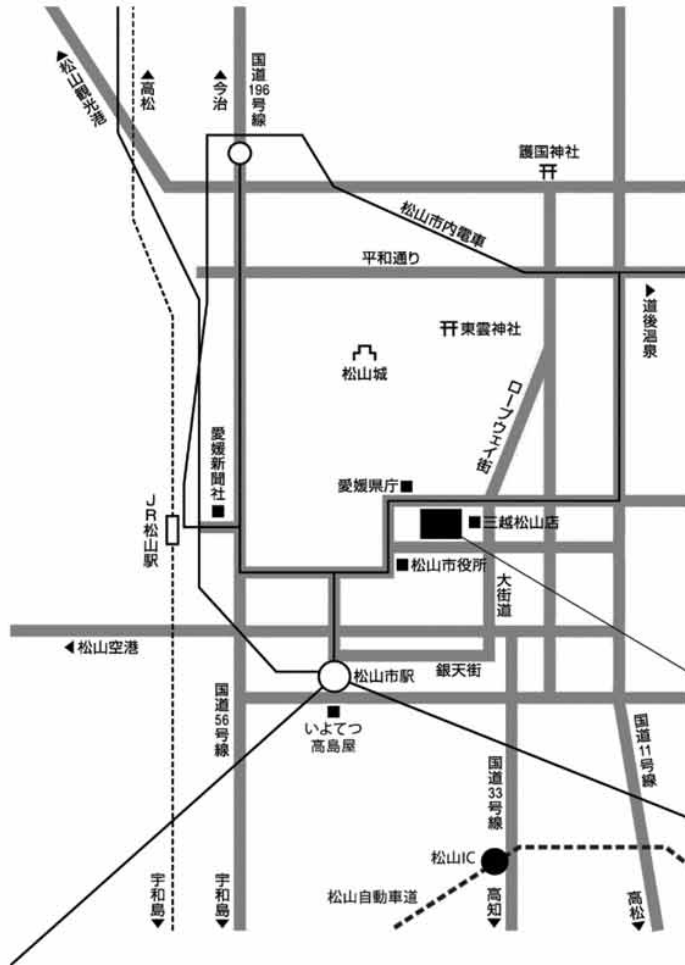 国道196号線
松山観光港
高松
今治
護国神社
松山市内電車
平和通り
道後温泉
東雲神社
松山城
ロープウェイ街
愛媛新聞社
愛媛県庁
JR松山駅
三越松山店
松山市役所
大街道
松山空港
銀天街
松山市駅
国道56号線
いよてつ
髙島屋
国道33号線
国道11号線
松山IC
松山自動車道
宇和島
宇和島
高知
高松